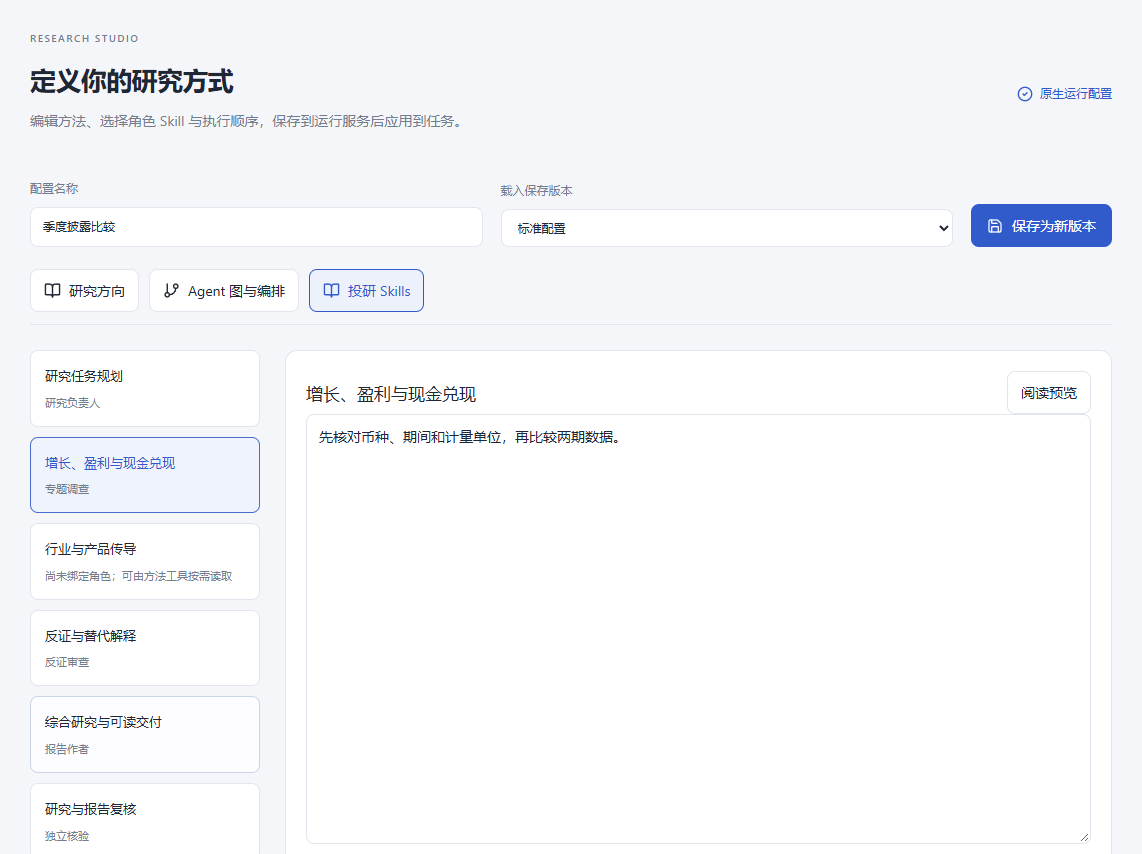 RESEARCH STUDIO
定义你的研究方式
原生运行配置
编辑方法、选择角色 Skill 与执行顺序，保存到运行服务后应用到任务。
配置名称
载入保存版本
季度披露比较
标准配置
保存为新版本
研究方向
Agent 图与编排
投研 Skills
研究任务规划
研究负责人
增长、盈利与现金兑现
专题调查
行业与产品传导
尚未绑定角色；可由方法工具按需读取
反证与替代解释
反证审查
综合研究与可读交付
报告作者
研究与报告复核
独立核验
增长、盈利与现金兑现
阅读预览
先核对币种、期间和计量单位，再比较两期数据。